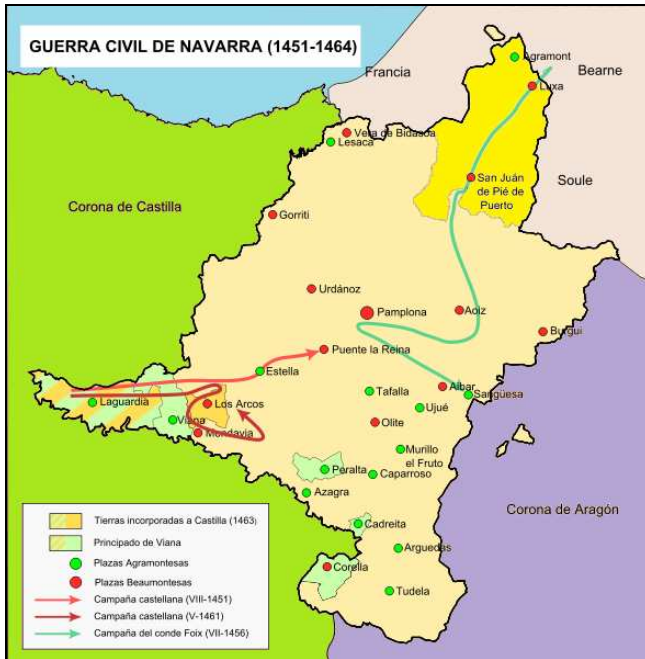 GUERRA CIVIL DE NAVARRA (1451-1464)
Agramont
Francia
Bearne
Luxa
Vera de Bidasoa
Lesaca
San Juán
de Pié de
Puerto
Soule
Corona de Castilla
Gorriti
Urdánoz
Pamplona
Aoiz
Burgui
Puente la Reina
Estella
Aibar
Sangüesa
Laguardia
Los Arcos
Tafalla
Ujué
Viana
Mendavia
Olite
Murillo
el Fruto
Peralta
Caparroso
Azagra
Corona de Aragón
Cadreita
Arguedas
Corella
Tudela
Tierras incorporadas a Castilla (1463)
Principado de Viana
Plazas Agramontesas
Plazas Beaumontesas
Campaña castellana (VIII-1451)
Campaña castellana (V-1461)
Campaña del conde Foix (VII-1456)